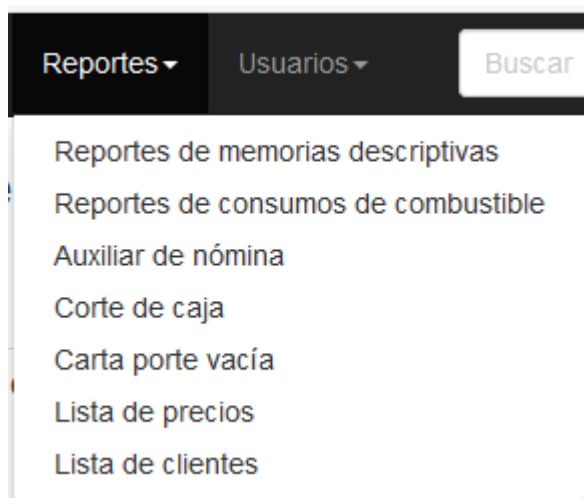 Reportes Usuarios Buscar
Reportes de memorias descriptivas
Reportes de consumos de combustible
Auxiliar de nómina
Corte de caja
Carta porte vacía
Lista de precios
Lista de clientes